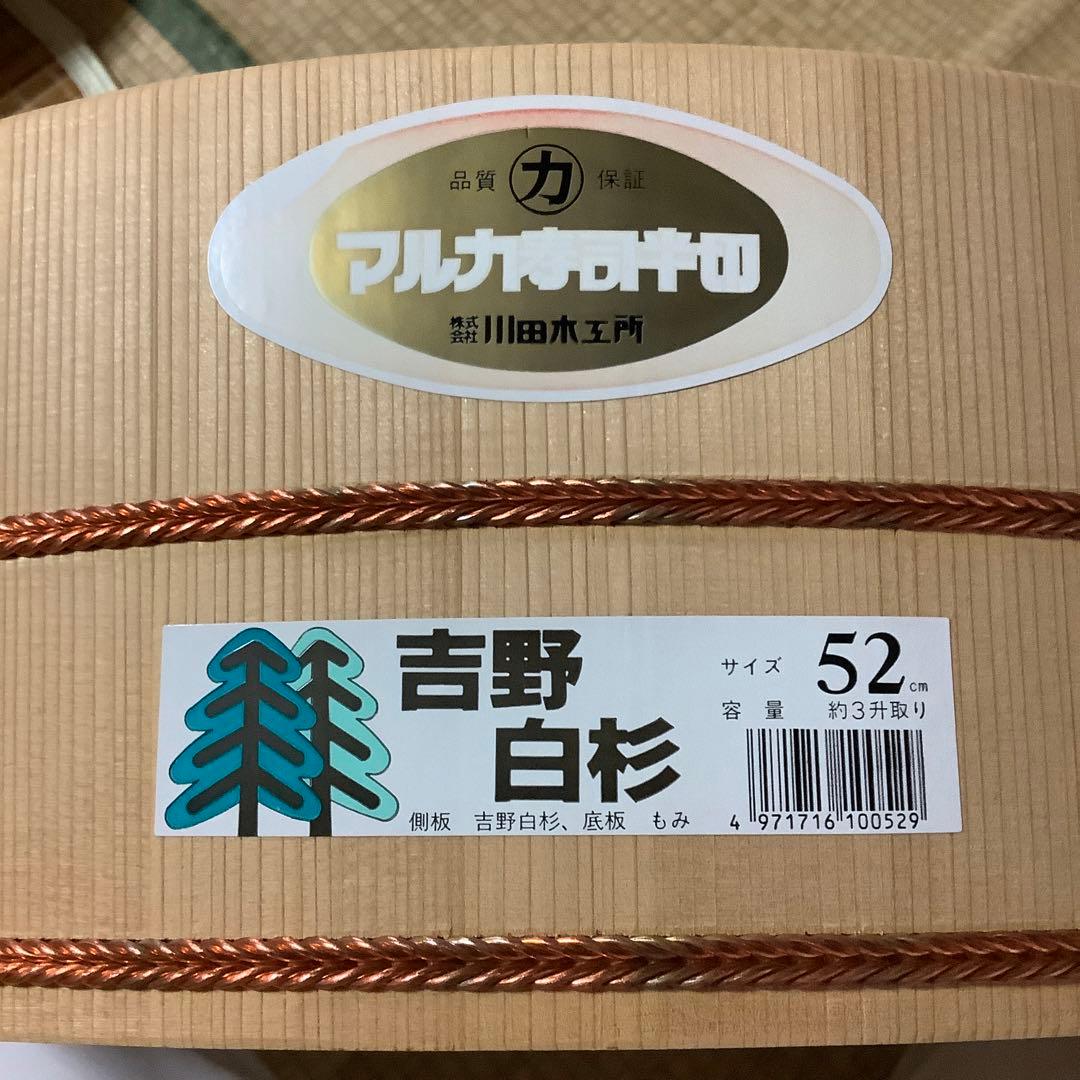 品質 力 保証
マルカ寿司半切
株式会社 川田木工所
吉野
白杉
サイズ 52cm
容量 約3升取り
側板 吉野白杉、底板 もみ
4 971716 100529